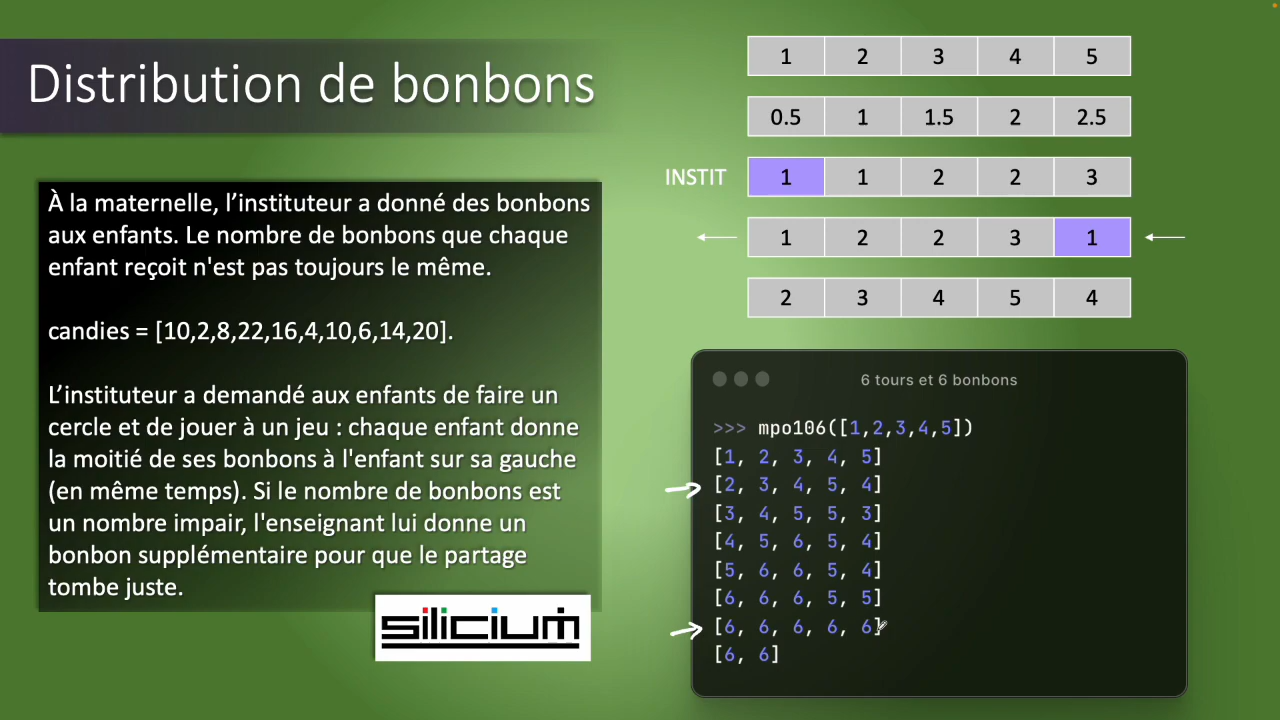 Distribution de bonbons
À la maternelle, l’instituteur a donné des bonbons
aux enfants. Le nombre de bonbons que chaque
enfant reçoit n'est pas toujours le même.
candies = [10,2,8,22,16,4,10,6,14,20].
L’instituteur a demandé aux enfants de faire un
cercle et de jouer à un jeu : chaque enfant donne
la moitié de ses bonbons à l'enfant sur sa gauche
(en même temps). Si le nombre de bonbons est
un nombre impair, l'enseignant lui donne un
bonbon supplémentaire pour que le partage
tombe juste.
silicium
1 2 3 4 5
0.5 1 1.5 2 2.5
INSTIT 1 1 2 2 3
1 2 2 3 1
2 3 4 5 4
6 tours et 6 bonbons
>>> mpo106([1,2,3,4,5])
[1, 2, 3, 4, 5]
[2, 3, 4, 5, 4]
[3, 4, 5, 5, 3]
[4, 5, 6, 5, 4]
[5, 6, 6, 5, 4]
[6, 6, 6, 5, 5]
[6, 6, 6, 6, 6]
[6, 6]